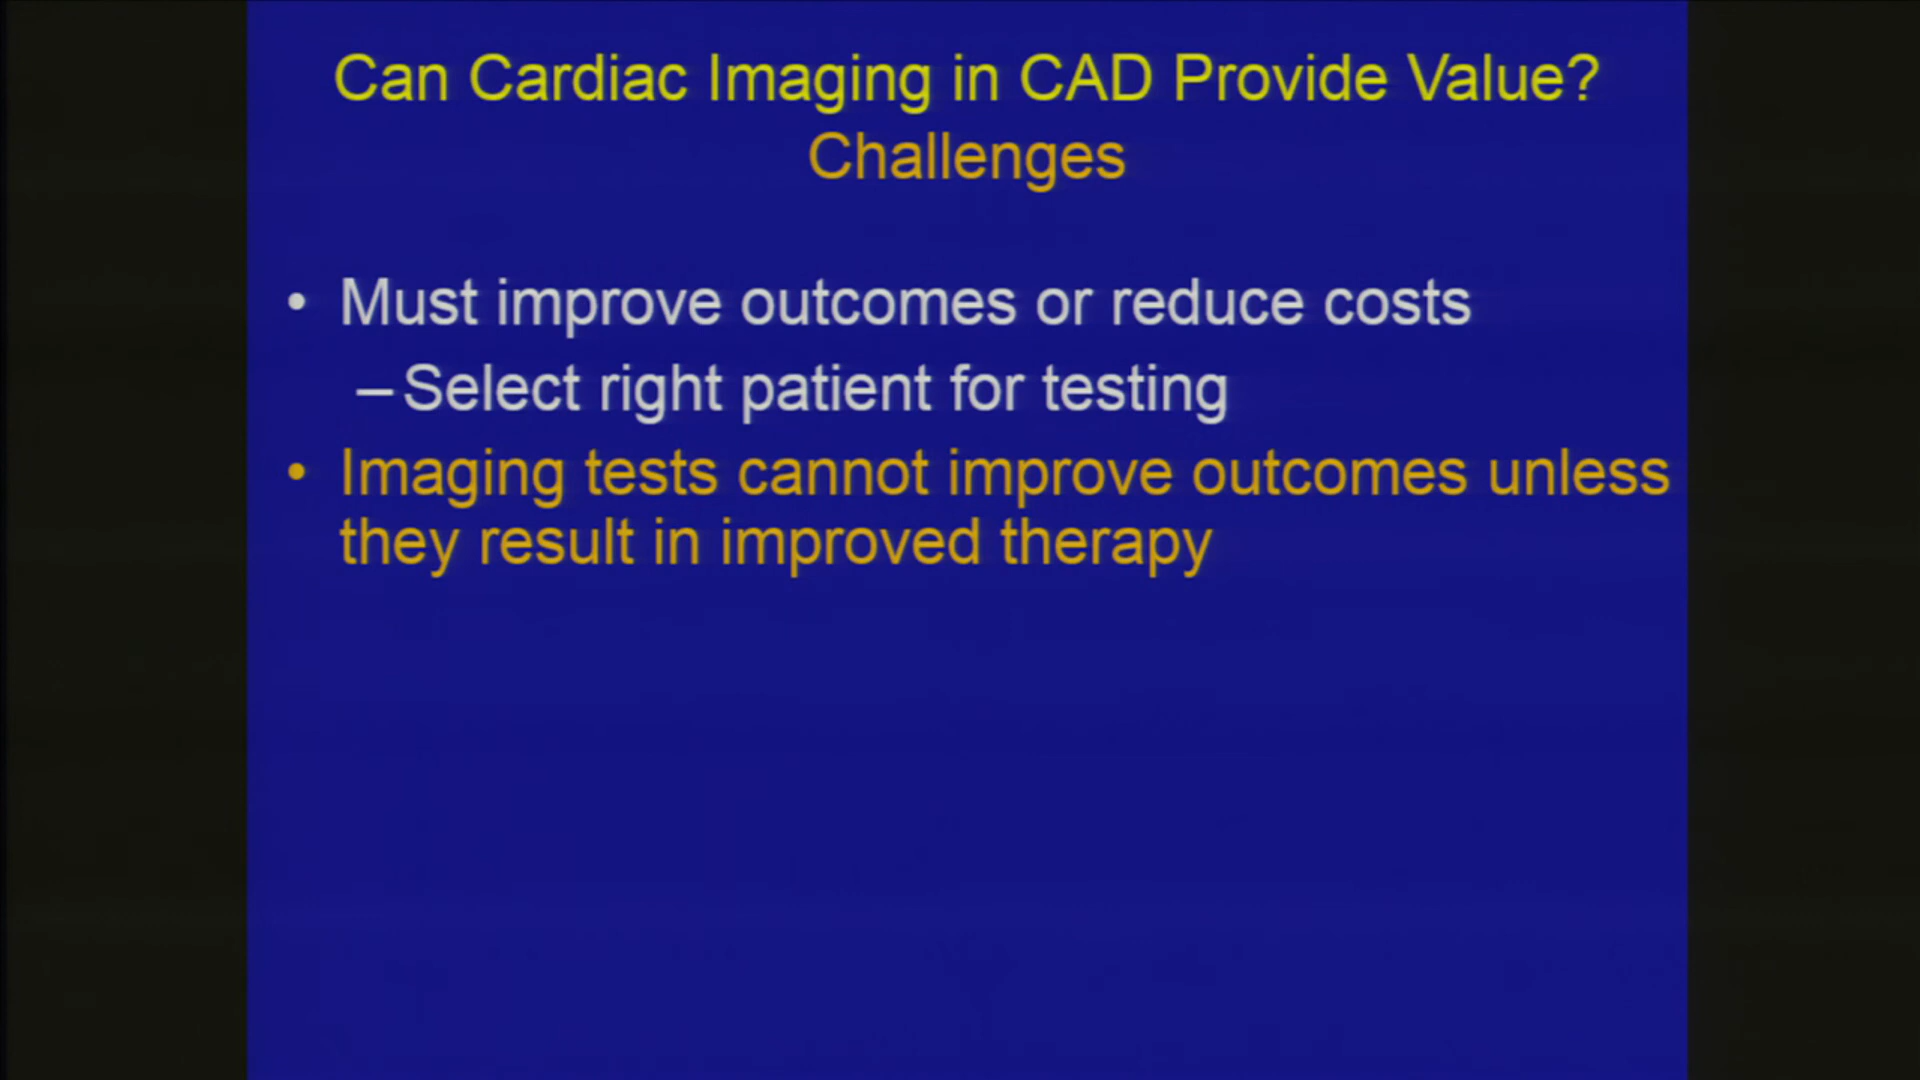 Can Cardiac Imaging in CAD Provide Value?
Challenges
• Must improve outcomes or reduce costs
– Select right patient for testing
• Imaging tests cannot improve outcomes unless
they result in improved therapy